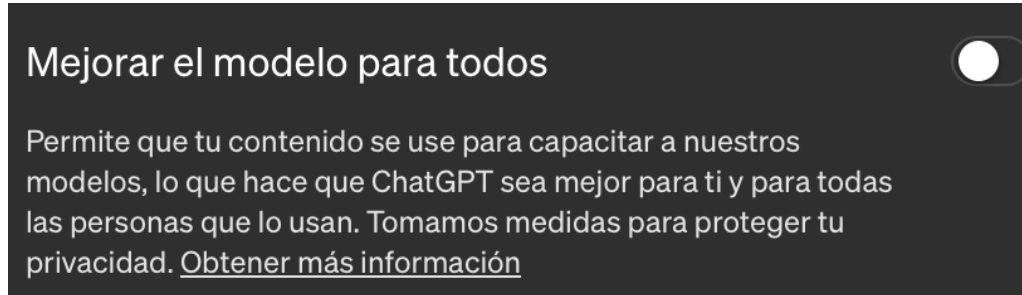 Mejorar el modelo para todos
Permite que tu contenido se use para capacitar a nuestros
modelos, lo que hace que ChatGPT sea mejor para ti y para todas
las personas que lo usan. Tomamos medidas para proteger tu
privacidad. Obtener más información